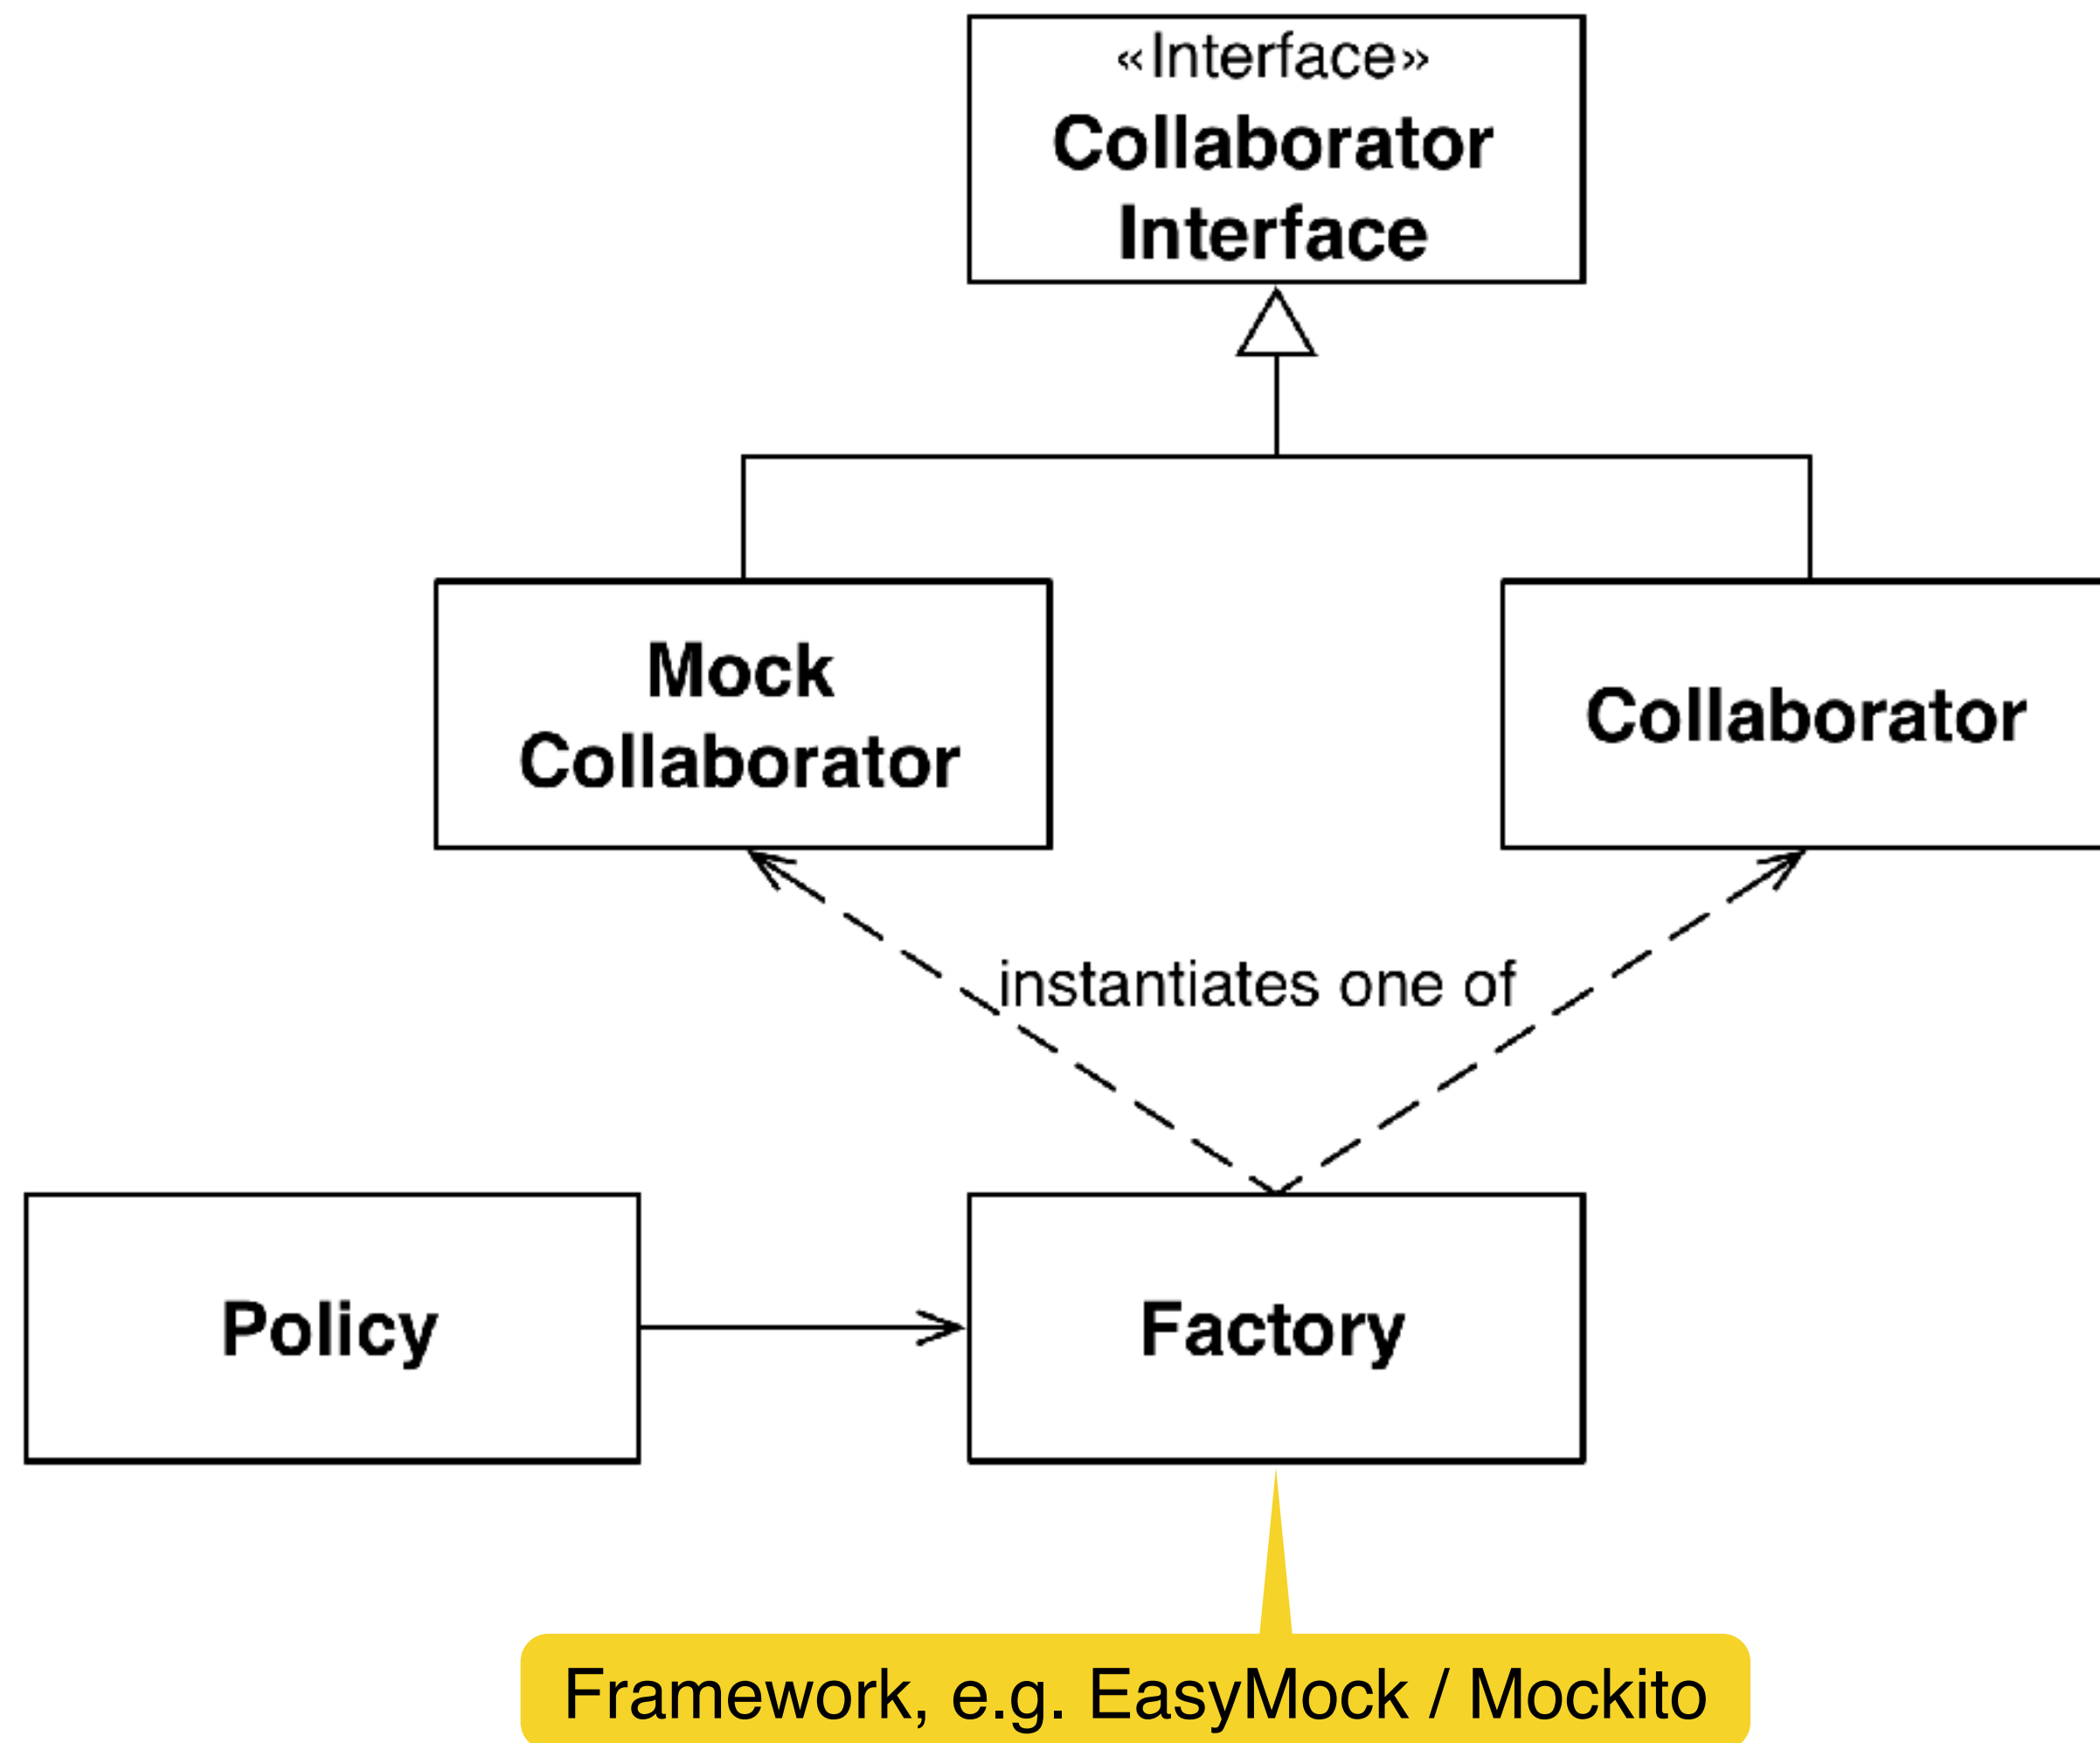 «Interface»
Collaborator
Interface
Mock
Collaborator
Collaborator
instantiates one of
Policy
Factory
Framework, e.g. EasyMock / Mockito